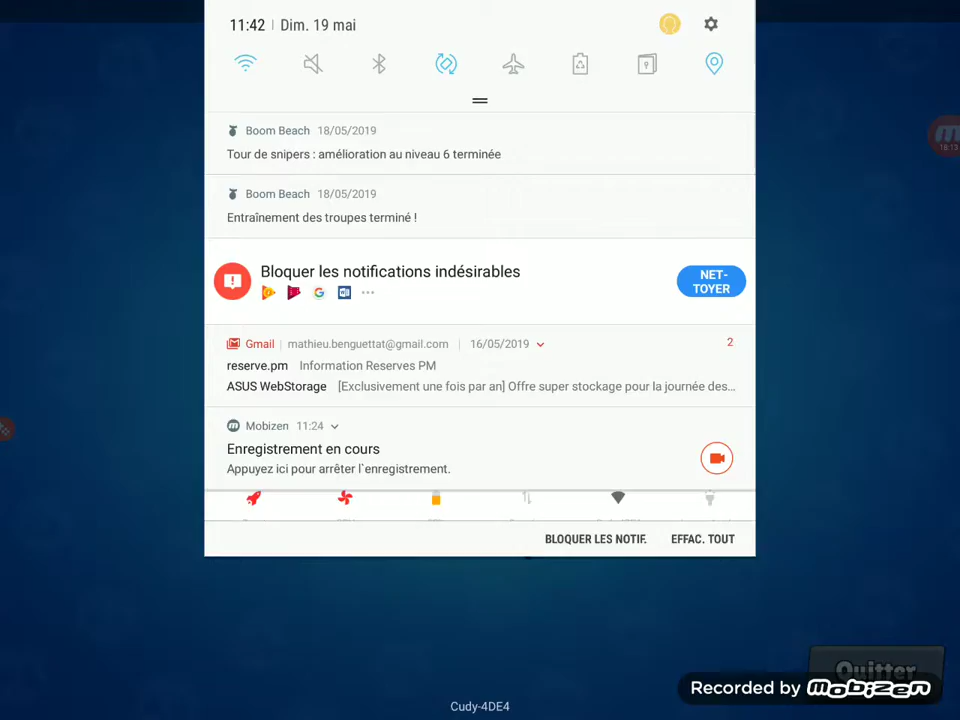 11:42 | Dim. 19 mai
Boom Beach 18/05/2019
Tour de snipers : amélioration au niveau 6 terminée
Boom Beach 18/05/2019
Entraînement des troupes terminé !
Bloquer les notifications indésirables
NET-
TOYER
Gmail | mathieu.benguettat@gmail.com | 16/05/2019
2
reserve.pm Information Reserves PM
ASUS WebStorage [Exclusivement une fois par an] Offre super stockage pour la journée des…
Mobizen 11:24
Enregistrement en cours
Appuyez ici pour arrêter l`enregistrement.
BLOQUER LES NOTIF. EFFAC. TOUT
18:13
Quitter
Recorded by mobizen
Cudy-4DE4